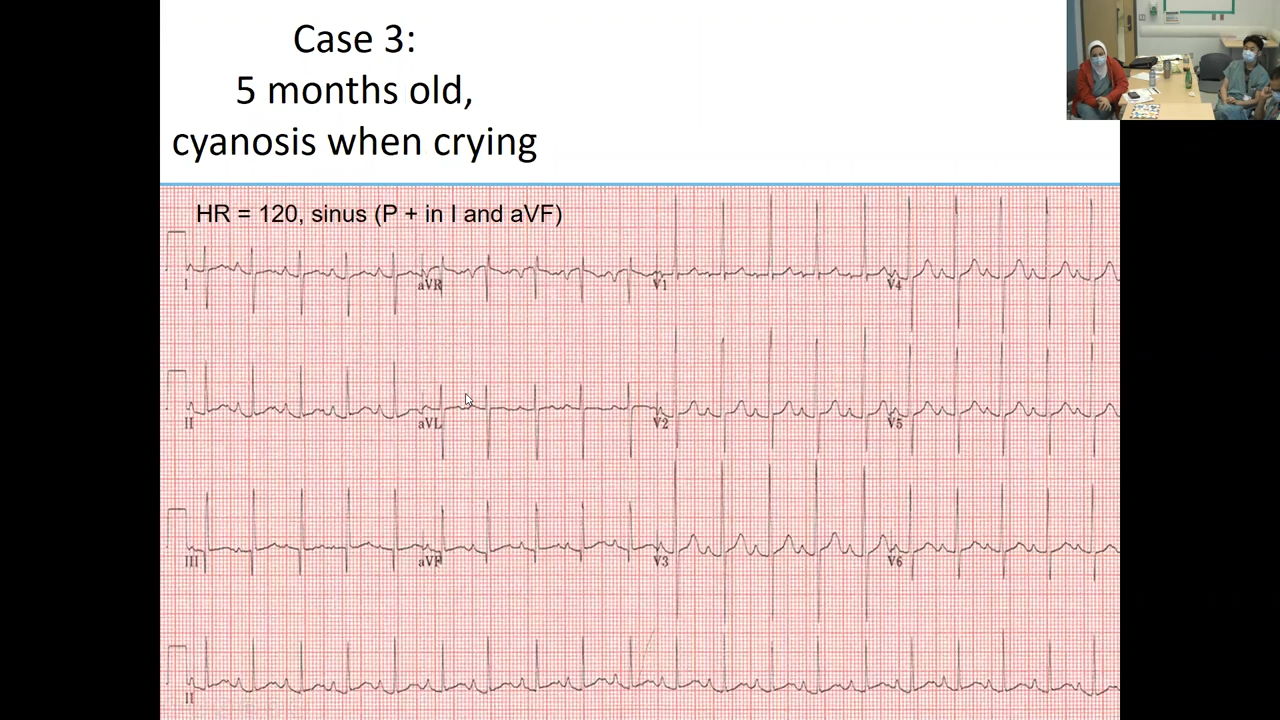 Case 3:
5 months old,
cyanosis when crying
HR = 120, sinus (P + in I and aVF)
I aVR V1 V4
II aVL V2 V5
III aVF V3 V6
II